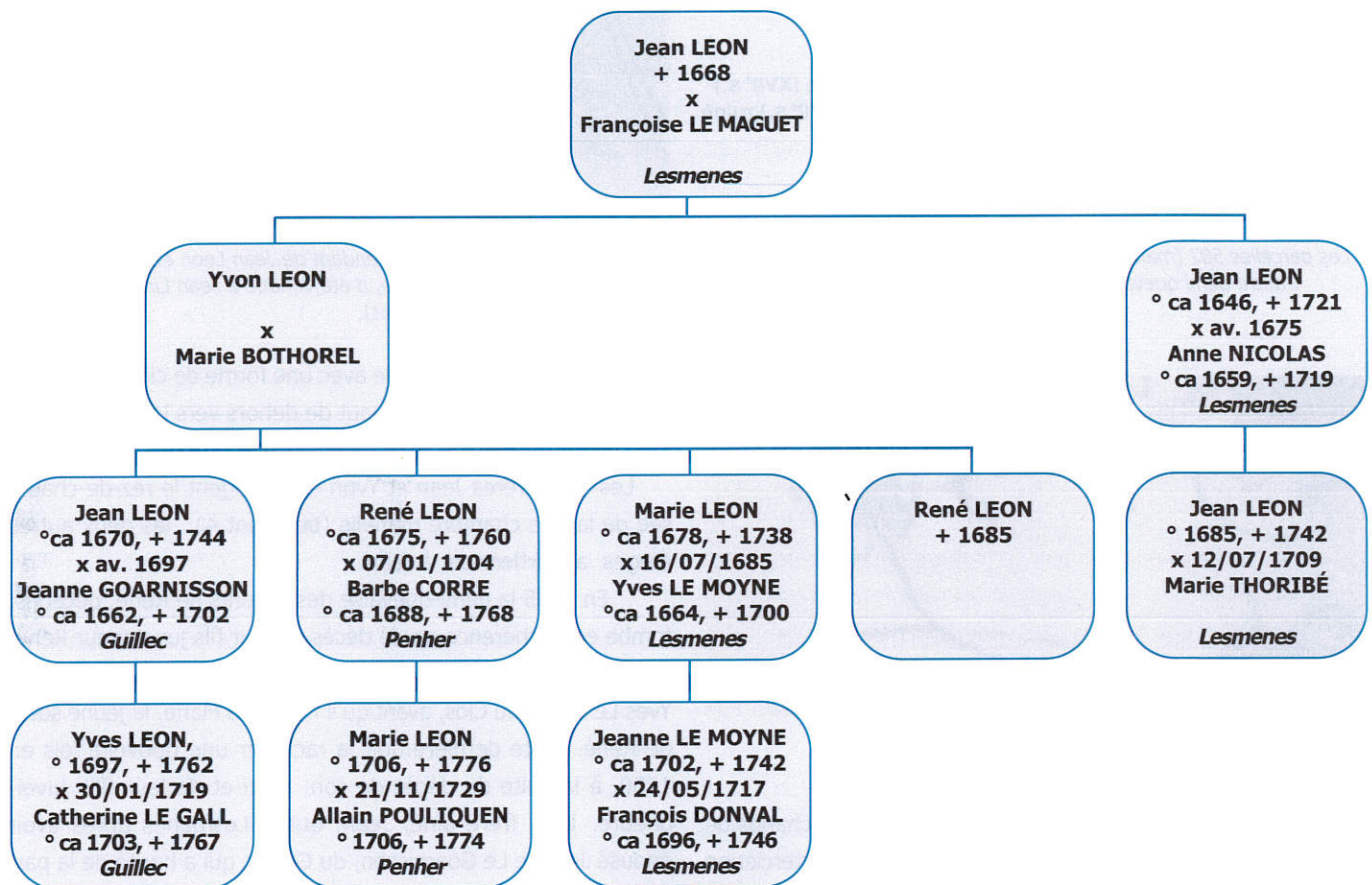 Jean LEON
+ 1668
x
Françoise LE MAGUET
Lesmenes
Yvon LEON
x
Marie BOTHOREL
Jean LEON
° ca 1646, + 1721
x av. 1675
Anne NICOLAS
° ca 1659, + 1719
Lesmenes
Jean LEON
°ca 1670, + 1744
x av. 1697
Jeanne GOARNISSON
ca 1662, + 1702
Guillec
René LEON
°ca 1675, + 1760
x 07/01/1704
Barbe CORRE
° ca 1688, + 1768
Penher
Marie LEON
° ca 1678, + 1738
x 16/07/1685
Yves LE MOYNE
°ca 1664, + 1700
Lesmenes
René LEON
+ 1685
Jean LEON
° 1685, + 1742
x 12/07/1709
Marie THORIBÉ
Lesmenes
Yves LEON,
° 1697, + 1762
x 30/01/1719
Catherine LE GALL
° ca 1703, + 1767
Guillec
Marie LEON
° 1706, + 1776
x 21/11/1729
Allain POULIQUEN
° 1706, + 1774
Penher
Jeanne LE MOYNE
° ca 1702, + 1742
x 24/05/1719
François DONVAL
° ca 1696, + 1746
Lesmenes